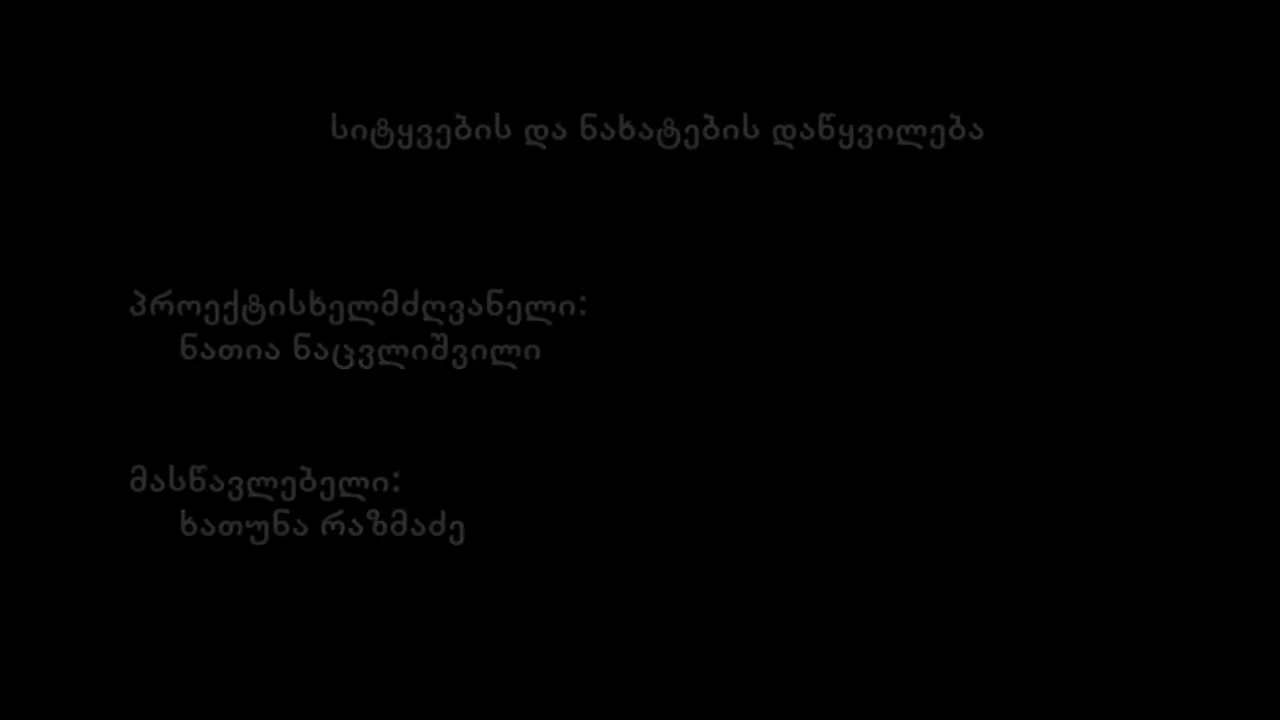 სიტყვების და ნახატების დაწყვილება
პროექტისხელმძღვანელი:
ნათია ნაცვლიშვილი
მასწავლებელი:
ხათუნა რაზმაძე